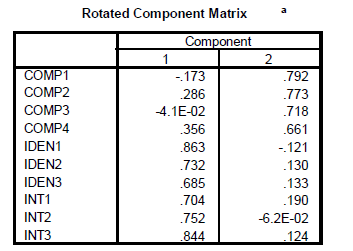 Rotated Component Matrix a
Component
1 2
COMP1 -.173 .792
COMP2 .286 .773
COMP3 -4.1E-02 .718
COMP4 .356 .661
IDEN1 .863 -.121
IDEN2 .732 .130
IDEN3 .685 .133
INT1 .704 .190
INT2 .752 -6.2E-02
INT3 .844 .124